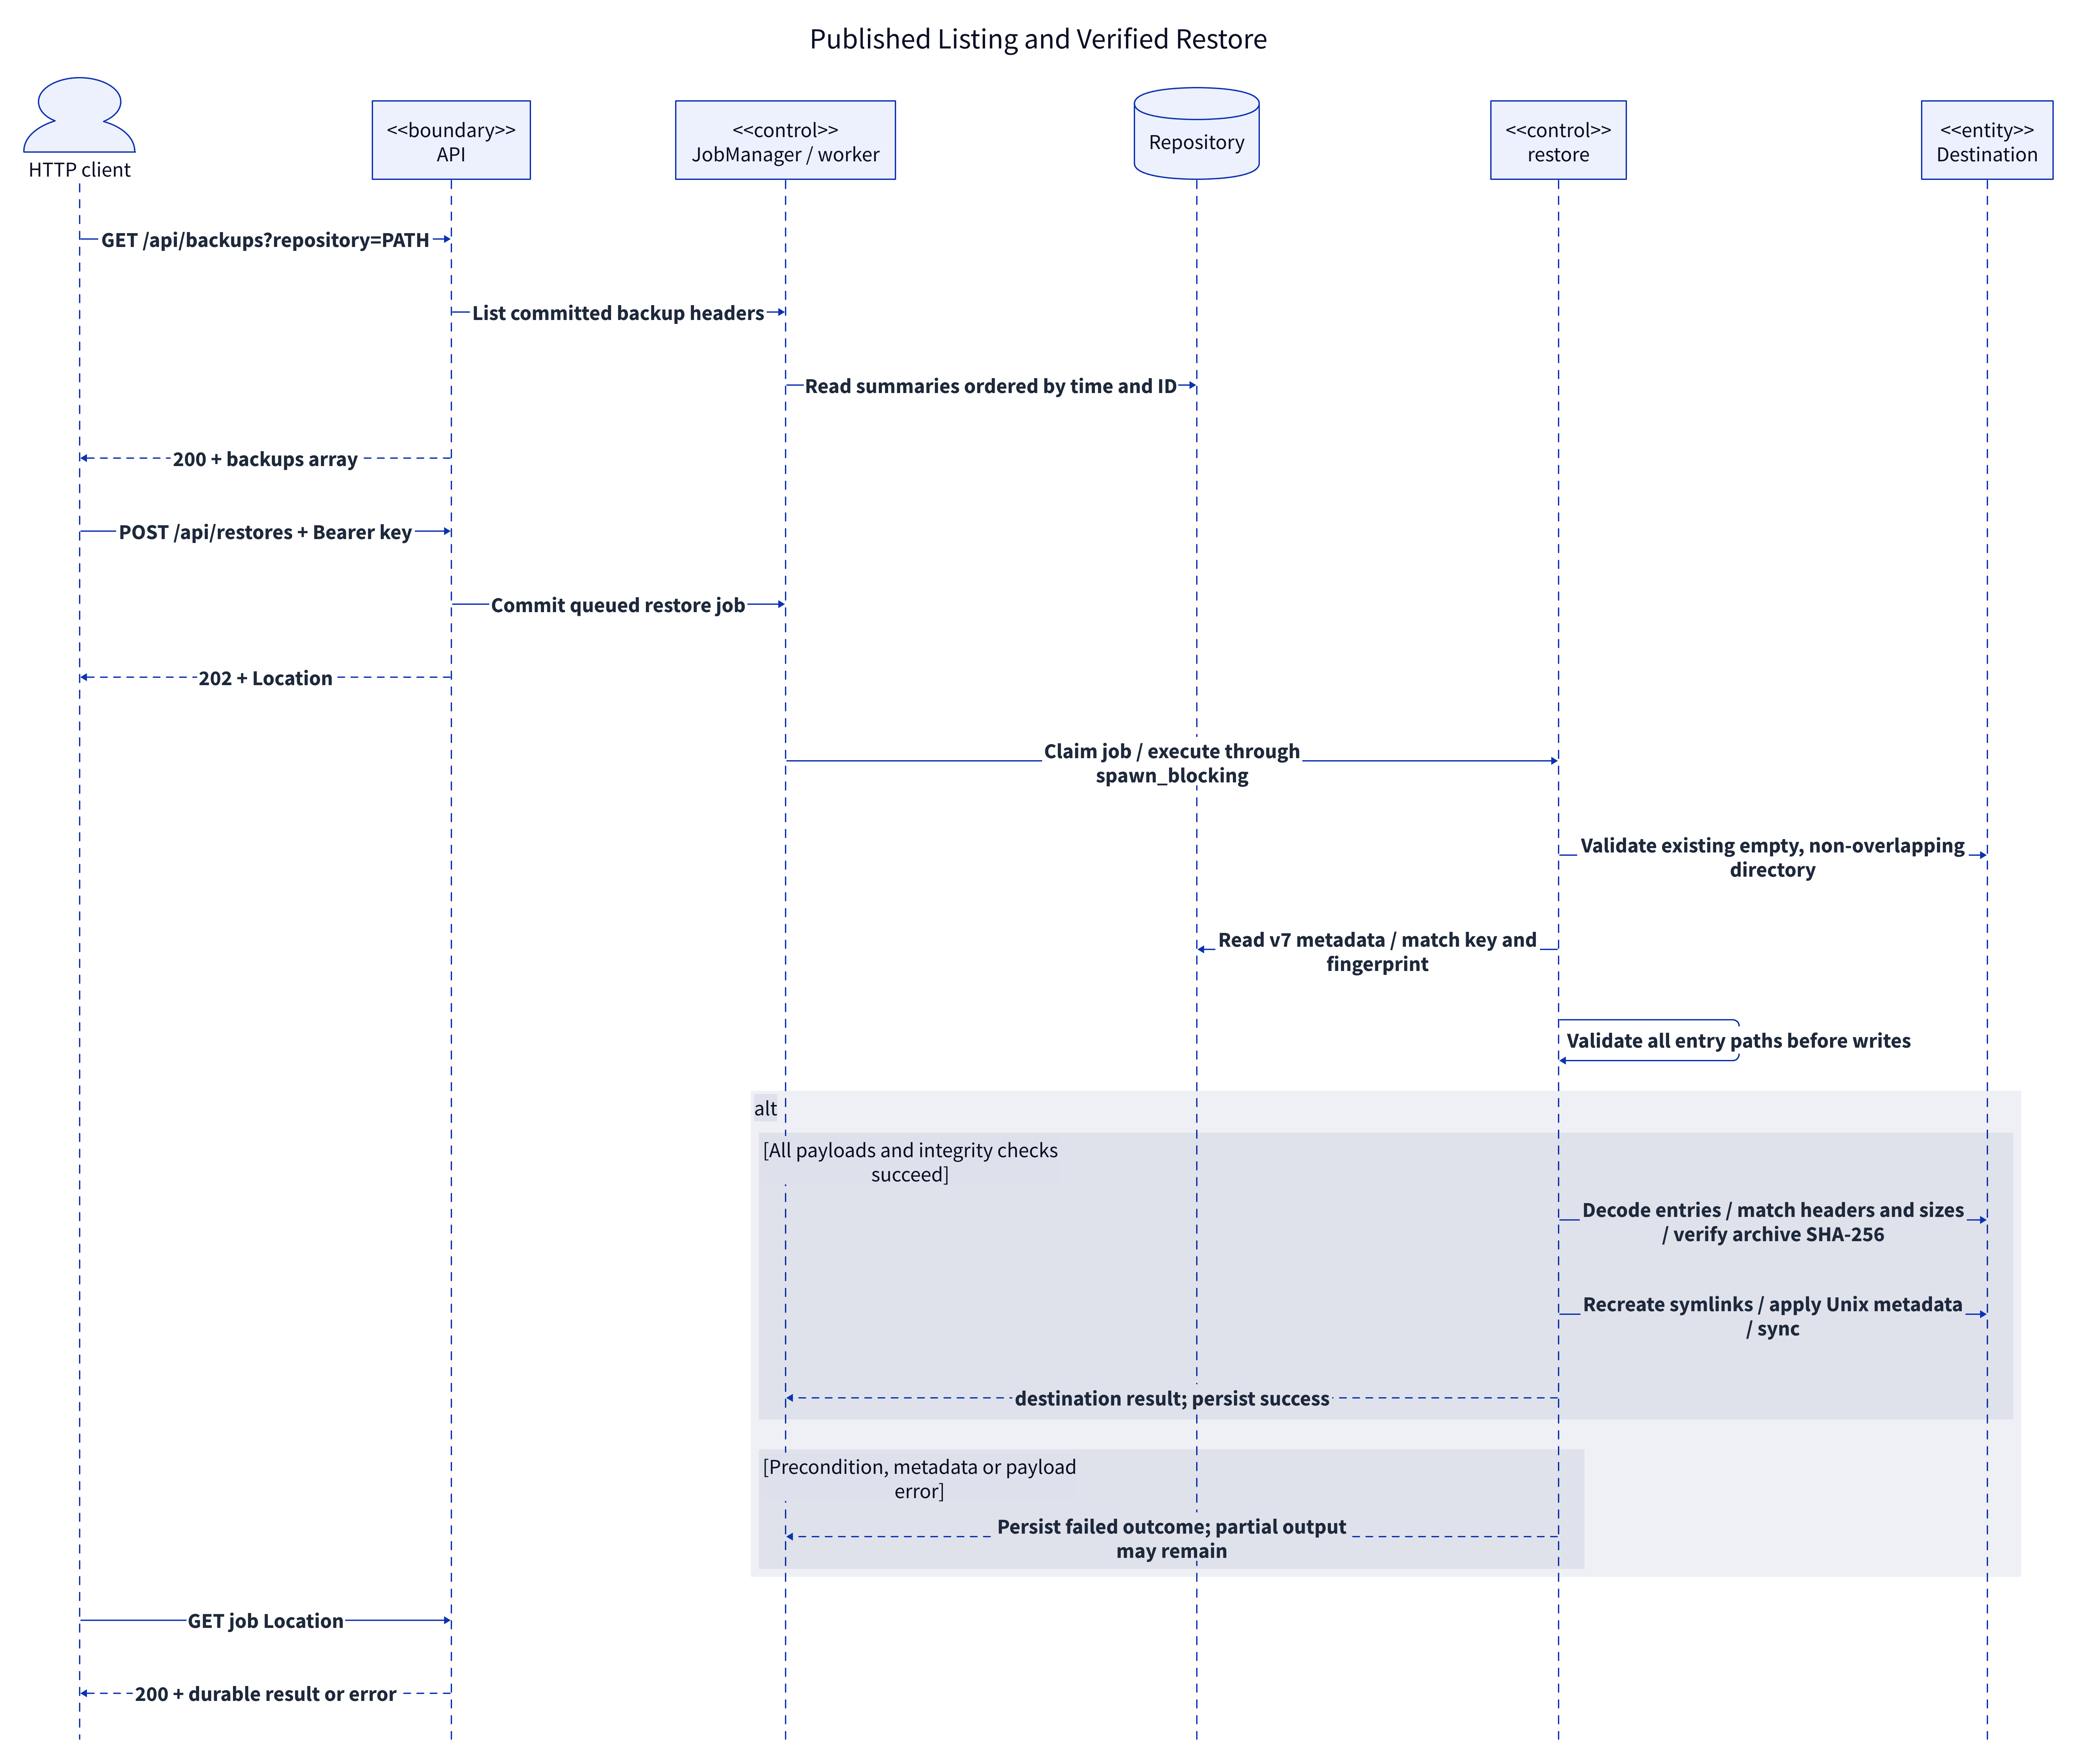 Published Listing and Verified Restore
HTTP client
<<boundary>>
API
<<control>>
JobManager / worker
Repository
<<control>>
restore
<<entity>>
Destination
GET /api/backups?repository=PATH
List committed backup headers
Read summaries ordered by time and ID
200 + backups array
POST /api/restores + Bearer key
Commit queued restore job
202 + Location
Claim job / execute through
spawn_blocking
Validate existing empty, non-overlapping
directory
Read v7 metadata / match key and
fingerprint
Validate all entry paths before writes
alt
[All payloads and integrity checks
succeed]
Decode entries / match headers and sizes
/ verify archive SHA-256
Recreate symlinks / apply Unix metadata
/ sync
destination result; persist success
[Precondition, metadata or payload
error]
Persist failed outcome; partial output
may remain
GET job Location
200 + durable result or error